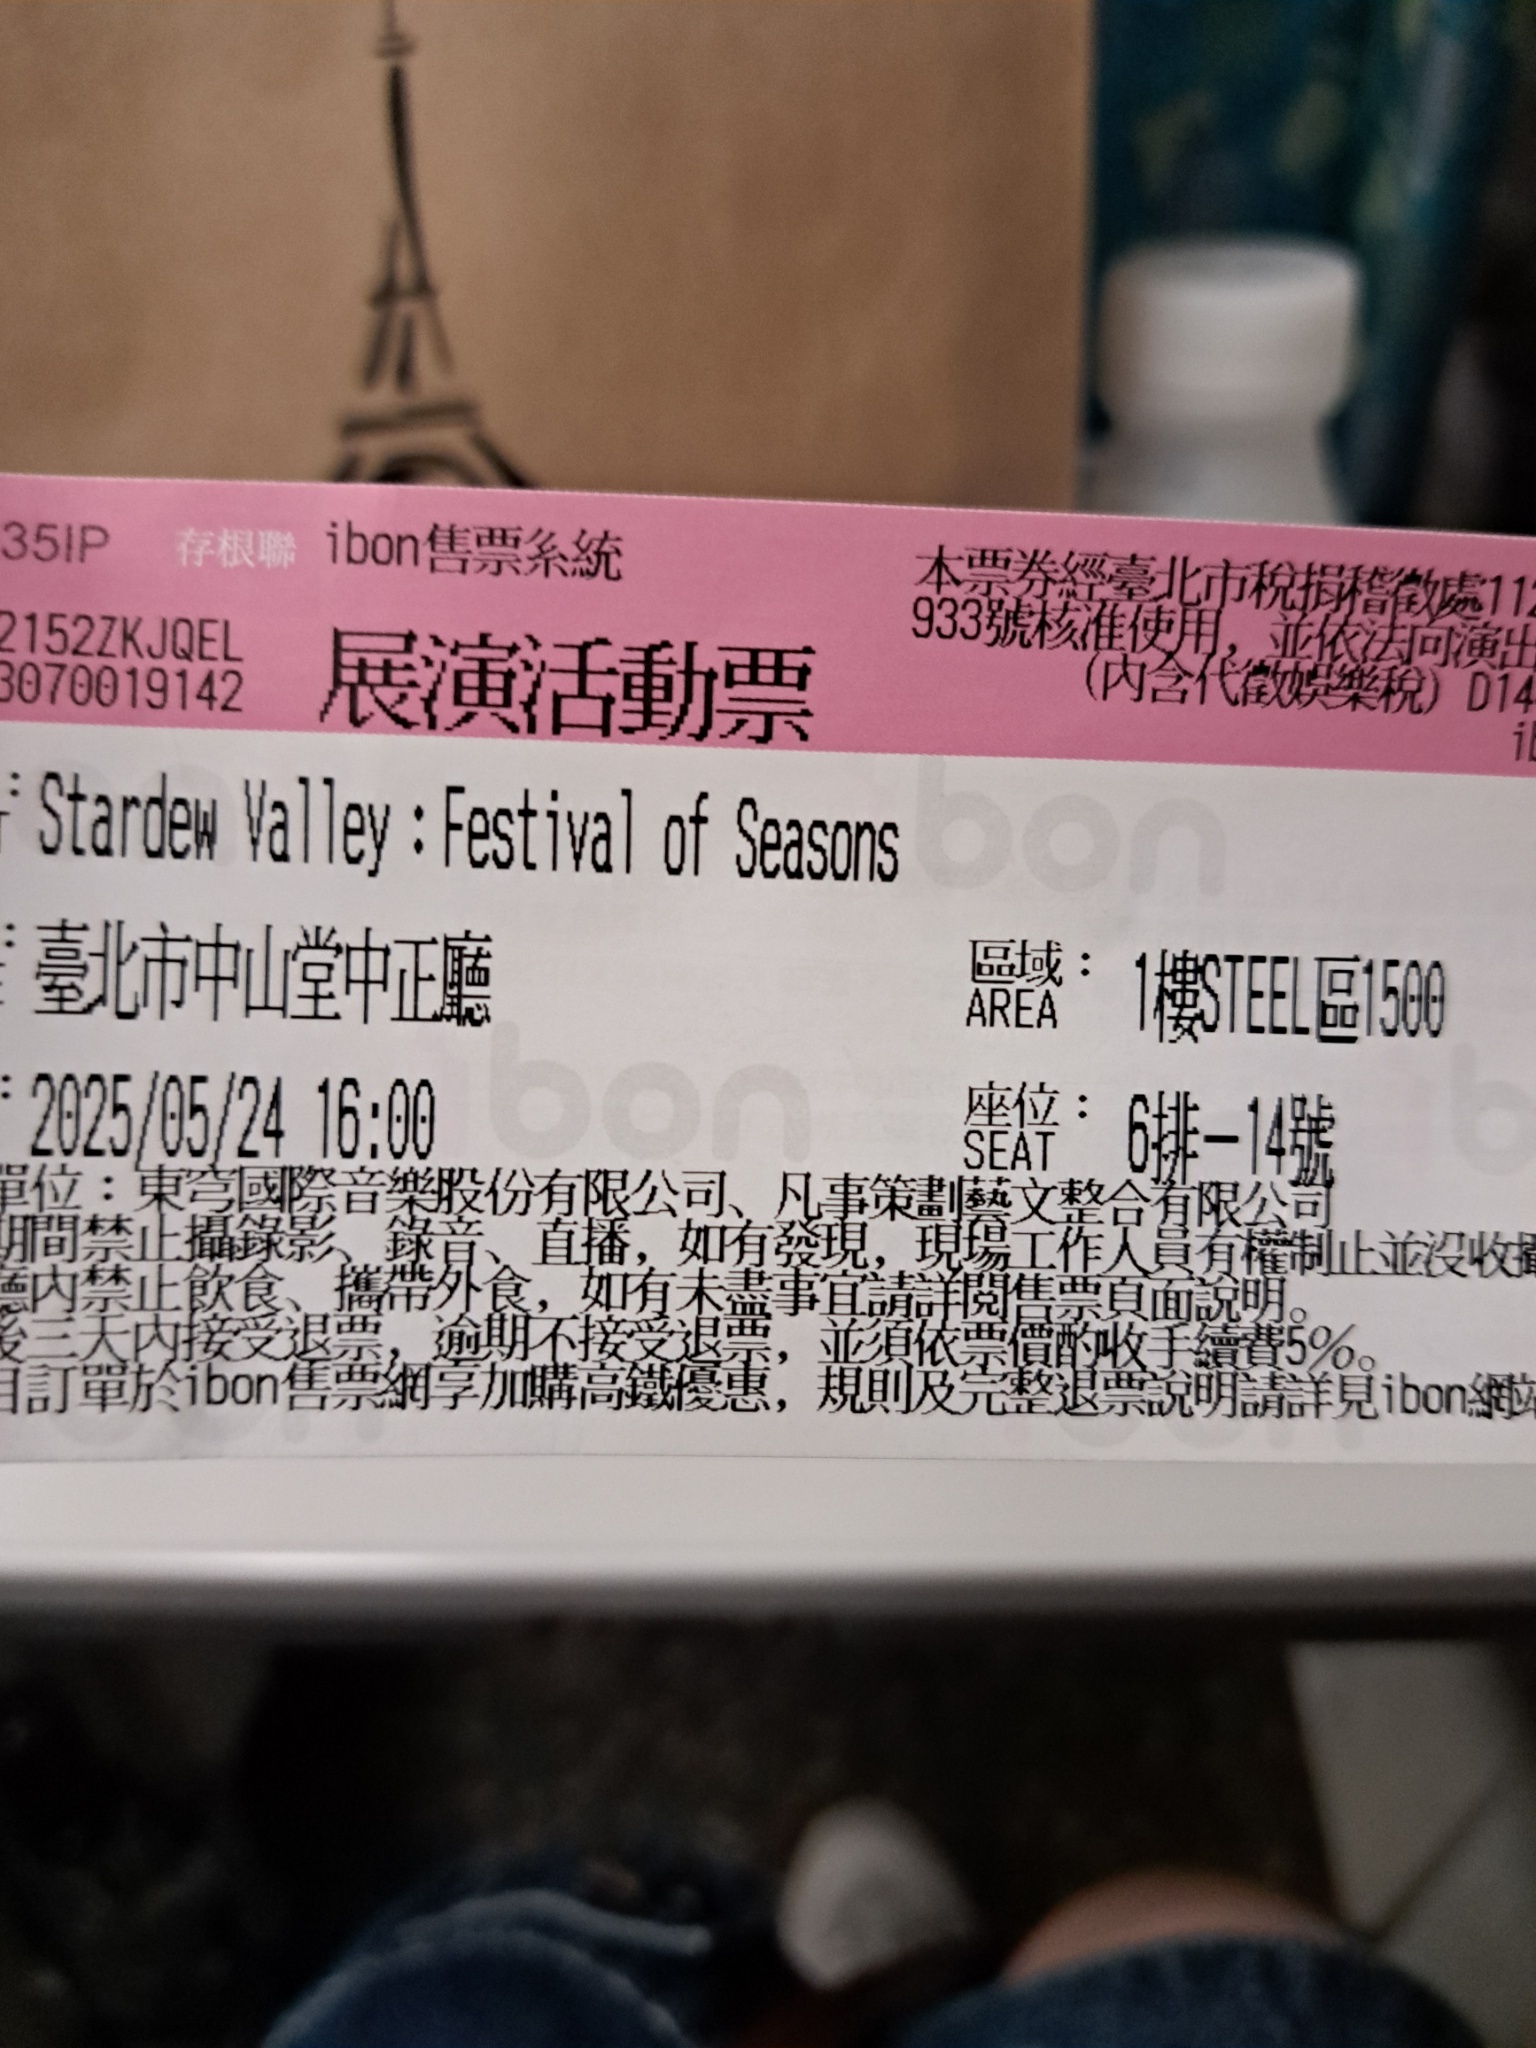 35IP 存根聯 ibon售票系統
本票券經臺北市稅捐稽徵處112
933號核准使用，並依法向演出
(內含代徵娛樂稅) D14
2152ZKJQEL
3070019142
展演活動票
Stardew Valley：Festival of Seasons
bon
臺北市中山堂中正廳
區域： 1樓STEEL區1500
AREA
ibon
：2025/05/24 16:00
座位： 6排–14號
SEAT
單位：東穹國際音樂股份有限公司、凡事策劃藝文整合有限公司
期間禁止攝錄影、錄音、直播，如有發現，現場工作人員有權制止並沒收攝
廳內禁止飲食、攜帶外食，如有未盡事宜請詳閱售票頁面說明。
後三天內接受退票，逾期不接受退票，並須依票價酌收手續費5%。
訂單於ibon售票網享加購高鐵優惠，規則及完整退票說明請詳見ibon網站